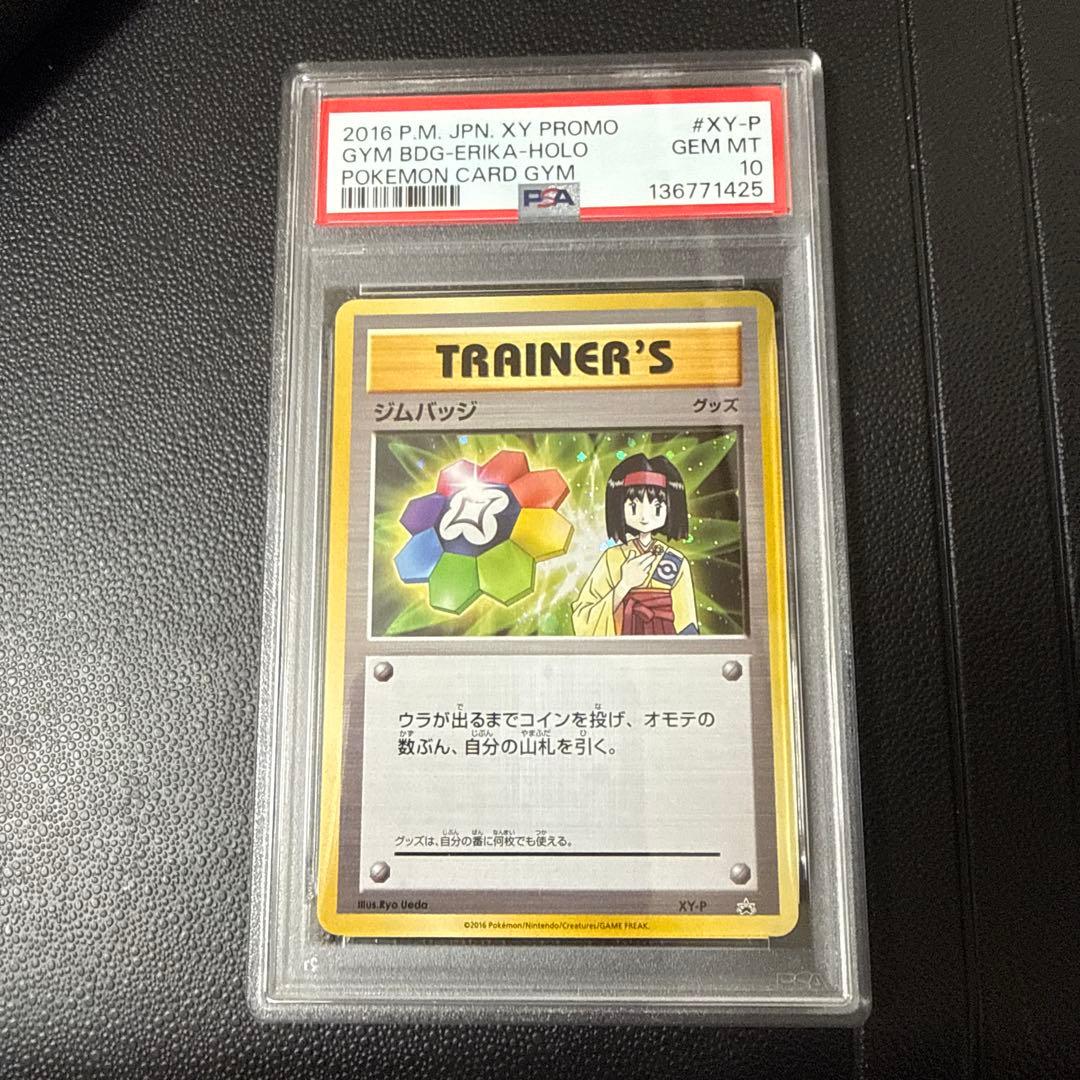 2016 P.M. JPN. XY PROMO #XY-P
GYM BDG-ERIKA-HOLO GEM MT
POKEMON CARD GYM 10
PSA 136771425
TRAINER'S
ジムバッジ グッズ
ウラが出るまでコインを投げ、オモテの
数ぶん、自分の山札を引く。
グッズは、自分の番に何枚でも使える。
Illus.Ryo Ueda XY-P
©2016 Pokémon/Nintendo/Creatures/GAME FREAK.
PSA